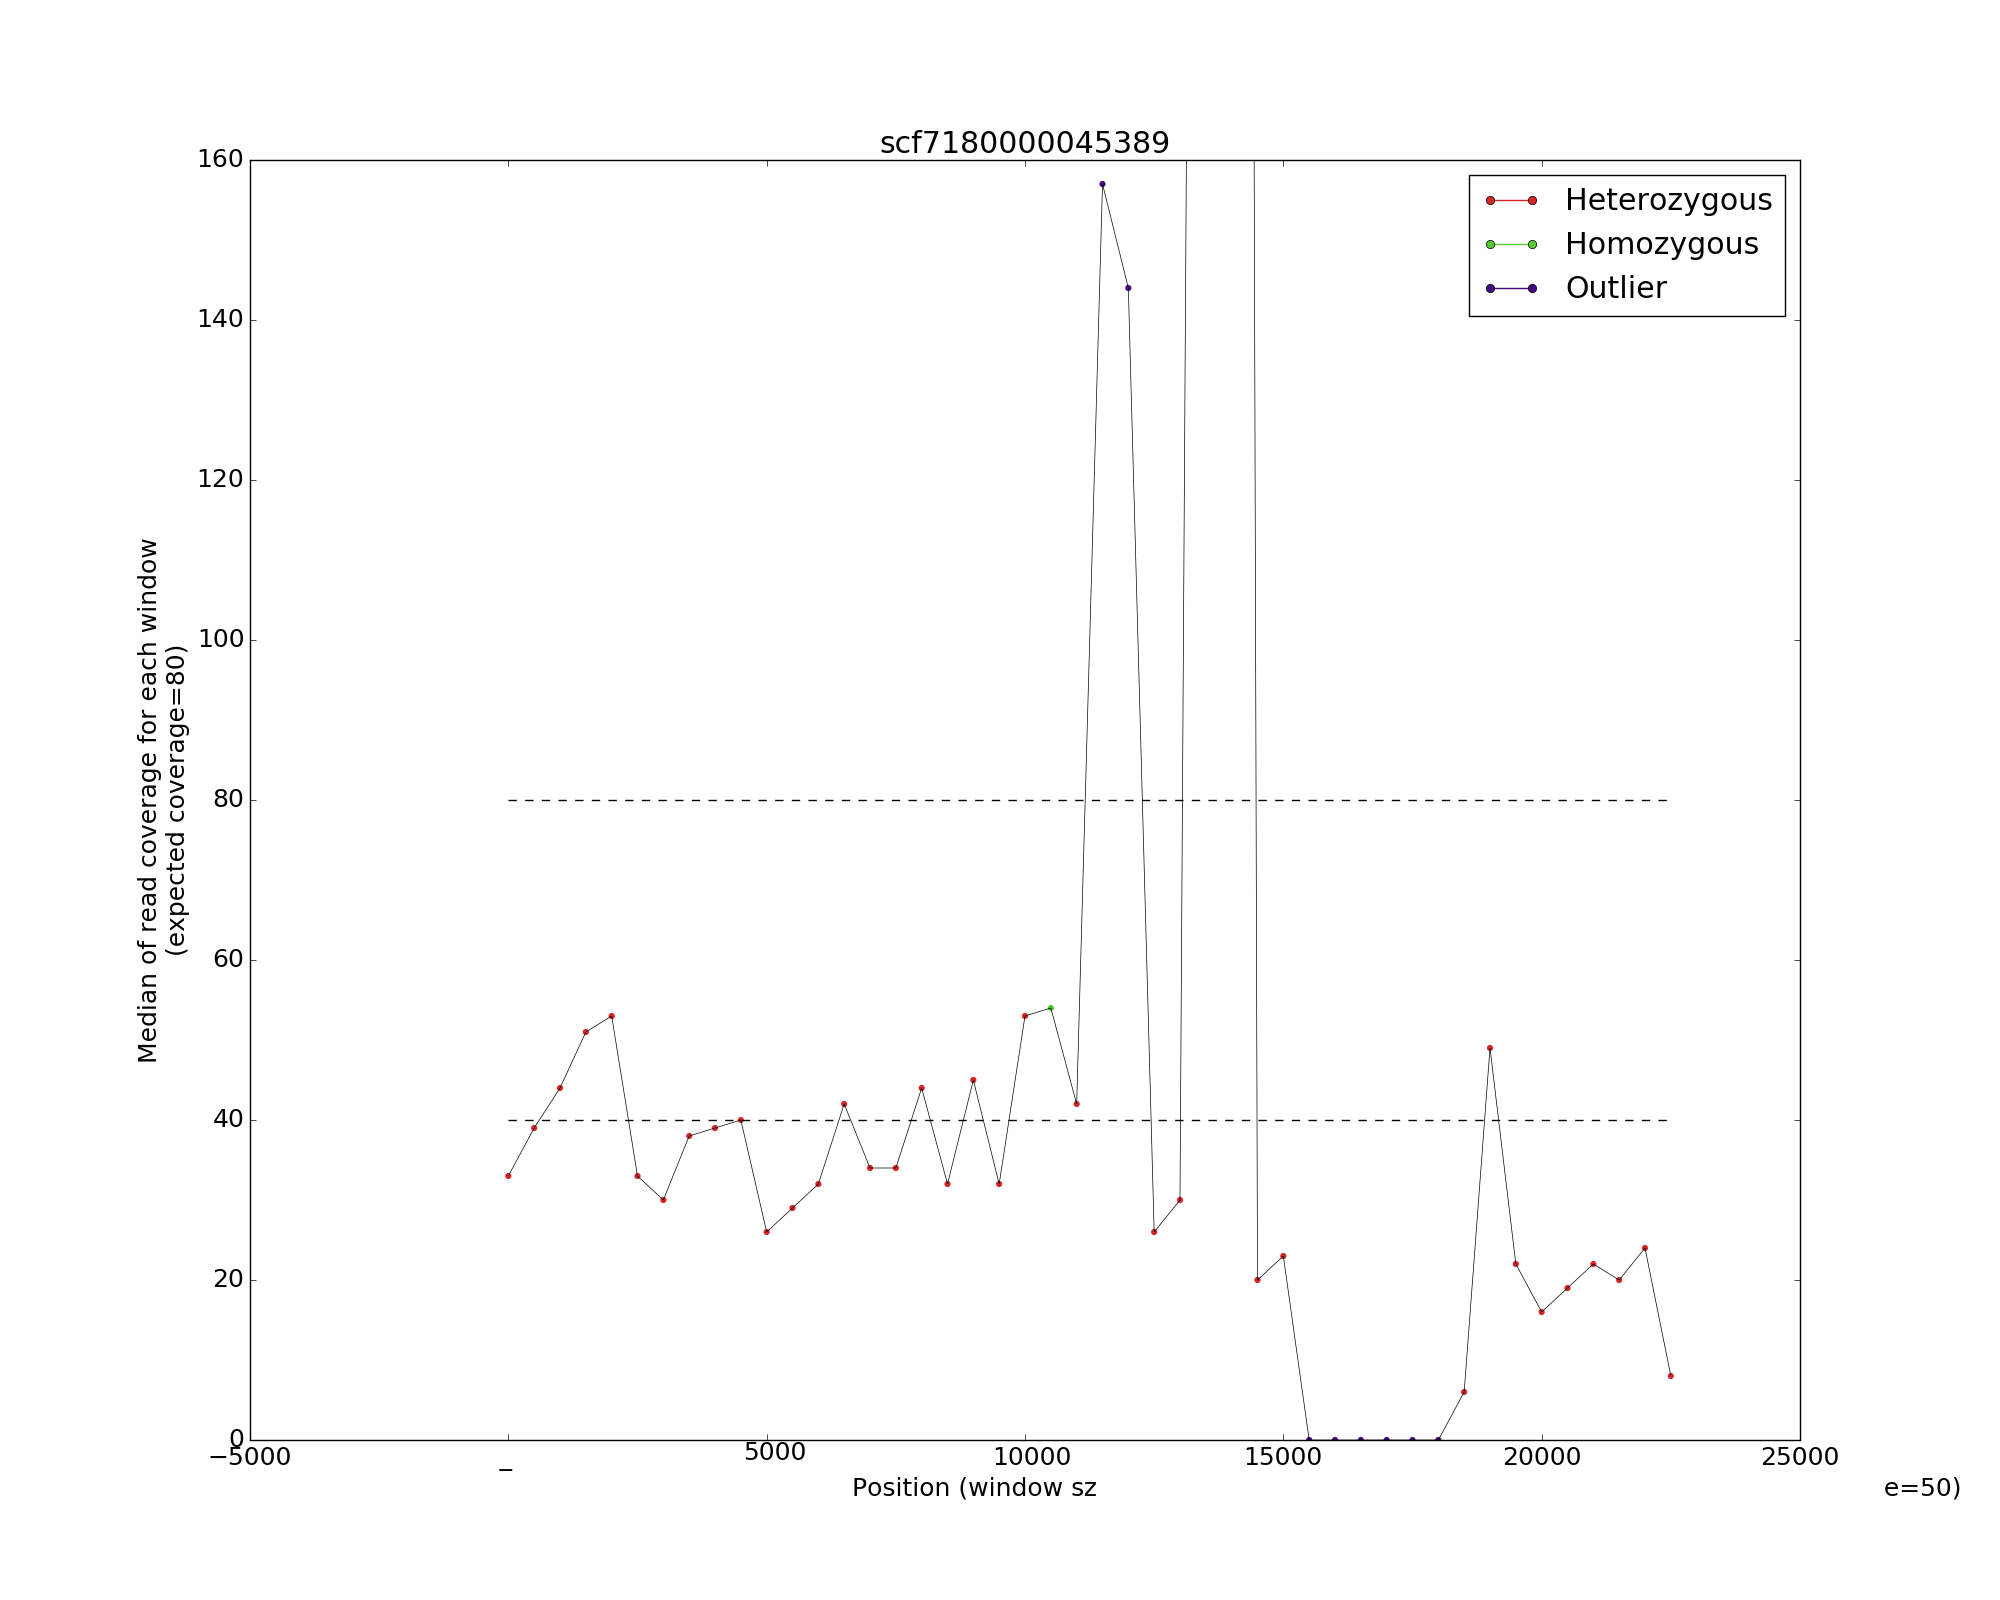 scf7180000045389
160
140
120
100
80
60
40
20
0
Median of read coverage for each window
(expected coverage=80)
Heterozygous
Homozygous
Outlier
−5000
–
5000
10000
15000
20000
25000
Position (window sz e=50)